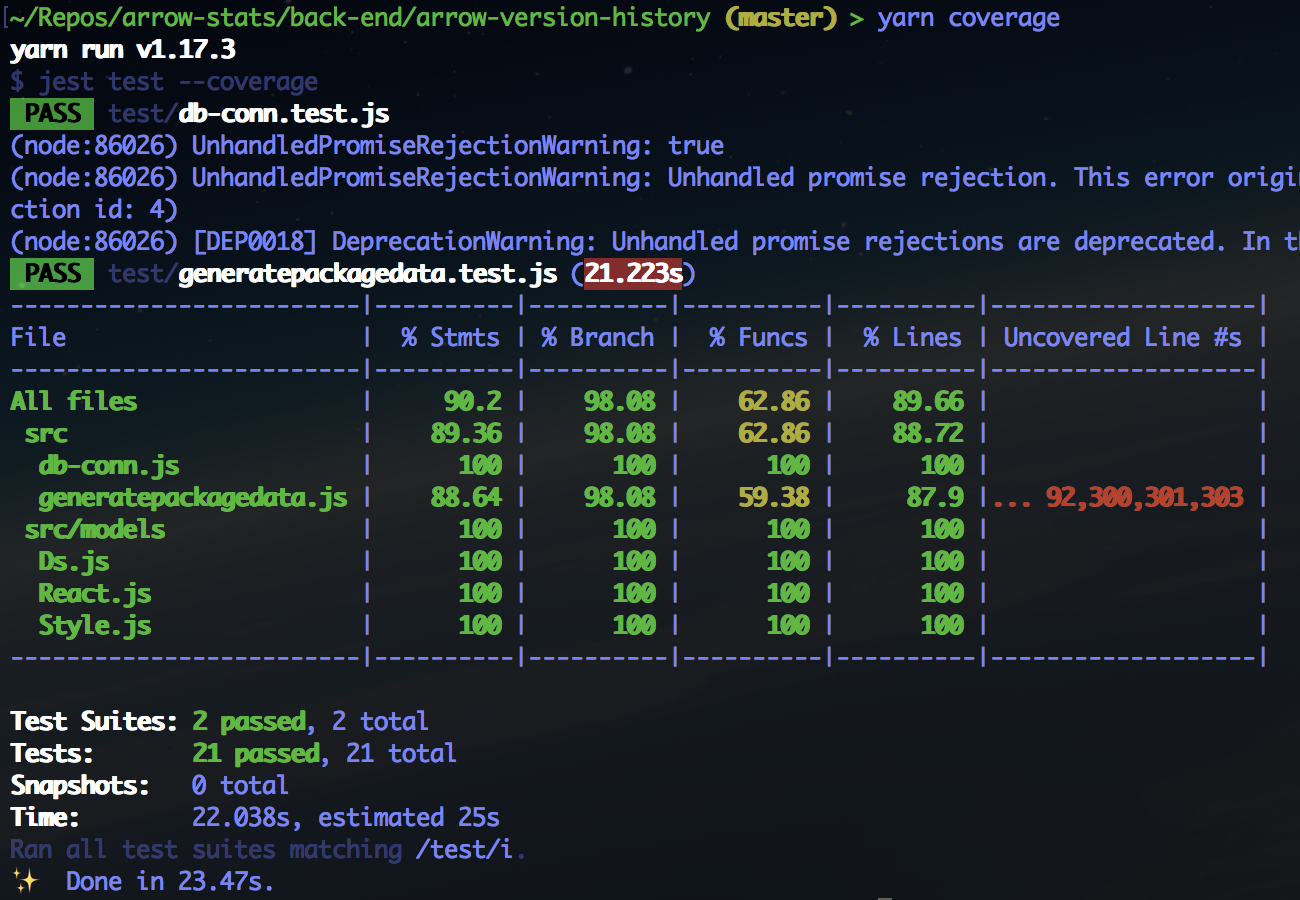 [~/Repos/arrow-stats/back-end/arrow-version-history (master) > yarn coverage
yarn run v1.17.3
$ jest test --coverage
PASS test/db-conn.test.js
(node:86026) UnhandledPromiseRejectionWarning: true
(node:86026) UnhandledPromiseRejectionWarning: Unhandled promise rejection. This error origi
ction id: 4)
(node:86026) [DEP0018] DeprecationWarning: Unhandled promise rejections are deprecated. In t
PASS test/generatepackagedata.test.js (21.223s)
-------------------------|----------|----------|----------|----------|-------------------|
File                     |  % Stmts | % Branch |  % Funcs |  % Lines | Uncovered Line #s |
-------------------------|----------|----------|----------|----------|-------------------|
All files                |     90.2 |    98.08 |    62.86 |    89.66 |                   |
 src                     |    89.36 |    98.08 |    62.86 |    88.72 |                   |
  db-conn.js             |      100 |      100 |      100 |      100 |                   |
  generatepackagedata.js |    88.64 |    98.08 |    59.38 |     87.9 |... 92,300,301,303 |
 src/models              |      100 |      100 |      100 |      100 |                   |
  Ds.js                  |      100 |      100 |      100 |      100 |                   |
  React.js               |      100 |      100 |      100 |      100 |                   |
  Style.js               |      100 |      100 |      100 |      100 |                   |
-------------------------|----------|----------|----------|----------|-------------------|
Test Suites: 2 passed, 2 total
Tests:       21 passed, 21 total
Snapshots:   0 total
Time:        22.038s, estimated 25s
Ran all test suites matching /test/i.
✨  Done in 23.47s.